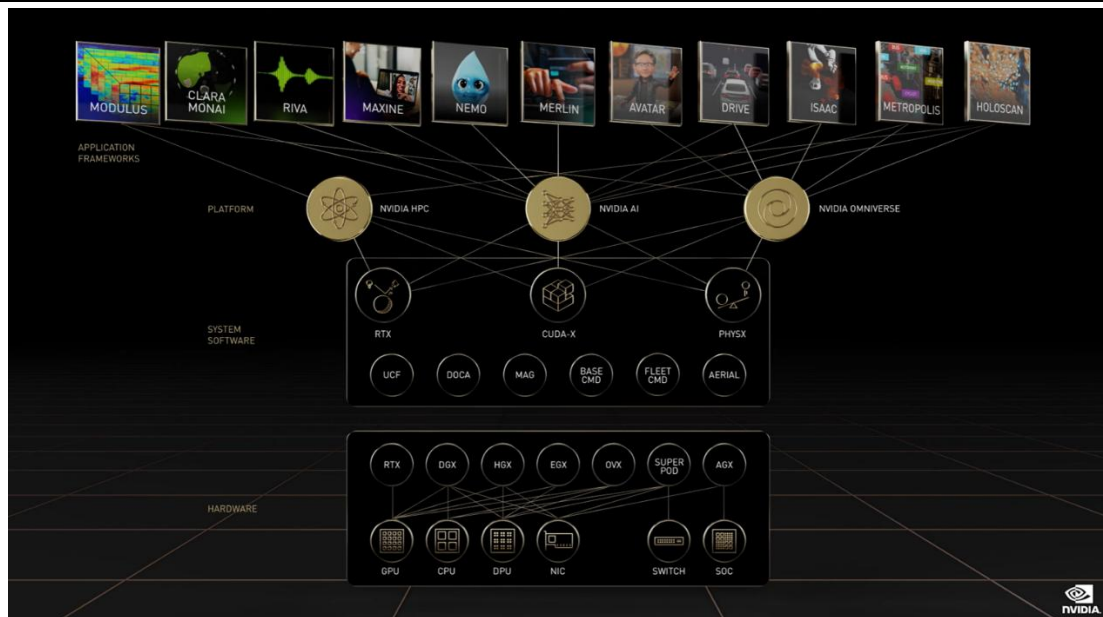 MODULUS
CLARA
MONAI
RIVA
MAXINE
NEMO
MERLIN
AVATAR
DRIVE
ISAAC
METROPOLIS
HOLOSCAN
APPLICATION
FRAMEWORKS
PLATFORM
NVIDIA HPC
NVIDIA AI
NVIDIA OMNIVERSE
SYSTEM
SOFTWARE
RTX
CUDA-X
PHYSX
UCF
DOCA
MAG
BASE
CMD
FLEET
CMD
AERIAL
HARDWARE
RTX
DGX
HGX
EGX
OVX
SUPER
POD
AGX
GPU
CPU
DPU
NIC
SWITCH
SOC
NVIDIA.